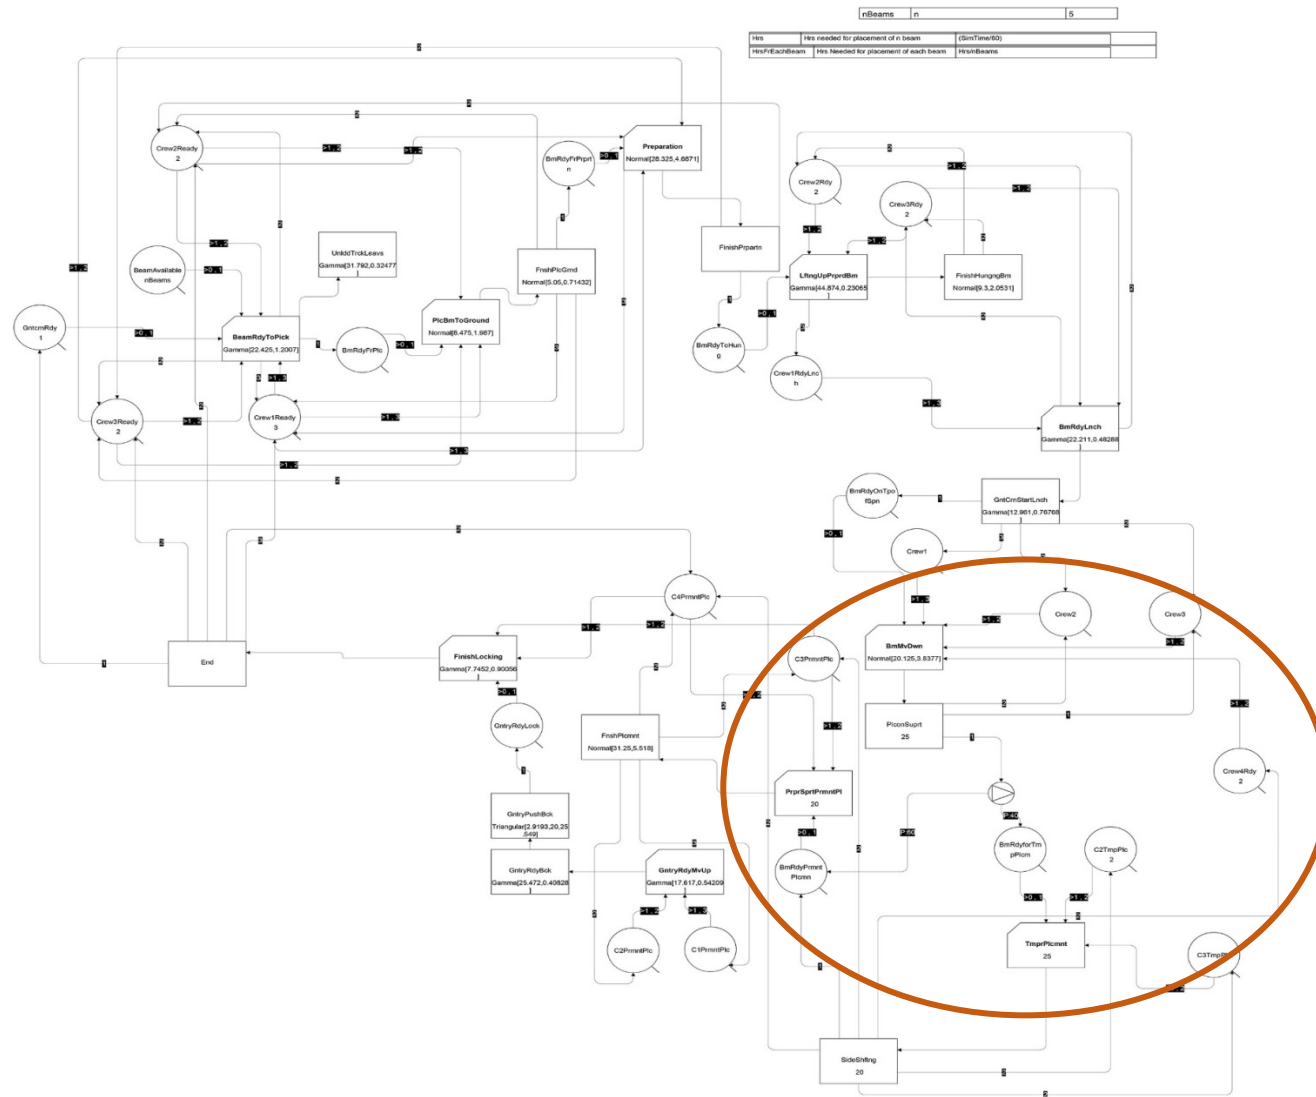 nBeams n 5
Hrs Hrs needed for placement of n beam (SimTime/60)
HrsFrEachBeam Hrs Needed for placement of each beam Hrs/nBeams
Crew2Ready
2
BeamAvailable
nBeams
GntcrnRdy
1
UnlddTrckLeavs
Gamma[31.792,0.32477
]
BeamRdyToPick
Gamma[22.425,1.2007]
BmRdyFrPlc
Crew3Ready
2
Crew1Ready
3
PlcBmToGround
Normal[6.475,1.987]
FnshPlcGrnd
Normal[5.05,0.71432]
BmRdyFrPrprt
n
Preparation
Normal[28.325,4.6871]
FinishPrpartn
BmRdyToHun
g
Crew2Rdy
2
Crew3Rdy
2
LftngUpPrprdBm
Gamma[44.874,0.23065
]
FinishHungngBm
Normal[9.3,2.0531]
Crew1RdyLnc
h
BmRdyLnch
Gamma[22.211,0.48288
]
GntCrnStartLnch
Gamma[12.961,0.76768
]
BmRdyOnTpo
fSpn
Crew1
Crew2
Crew3
BmMvDwn
Normal[20.125,3.8377]
PlconSuprt
25
Crew4Rdy
2
P:60
P:40
BmRdyforTm
pPlcm
C2TmpPlc
2
TmprPlcmnt
25
C3TmpPl
SideShftng
20
BmRdyPrmnt
Plcmn
PrprSprtPrmntPl
20
C3PrmntPlc
C4PrmntPlc
FinishLocking
Gamma[7.7452,0.90056
]
End
GntryRdyLock
FnshPlcmnt
Normal[31.25,5.518]
GntryPushBck
Triangular[2.9193,20,25
.549]
GntryRdyBck
Gamma[25.472,0.40828
]
GntryRdyMvUp
Gamma[17.617,0.54209
]
C2PrmntPlc
C1PrmntPlc